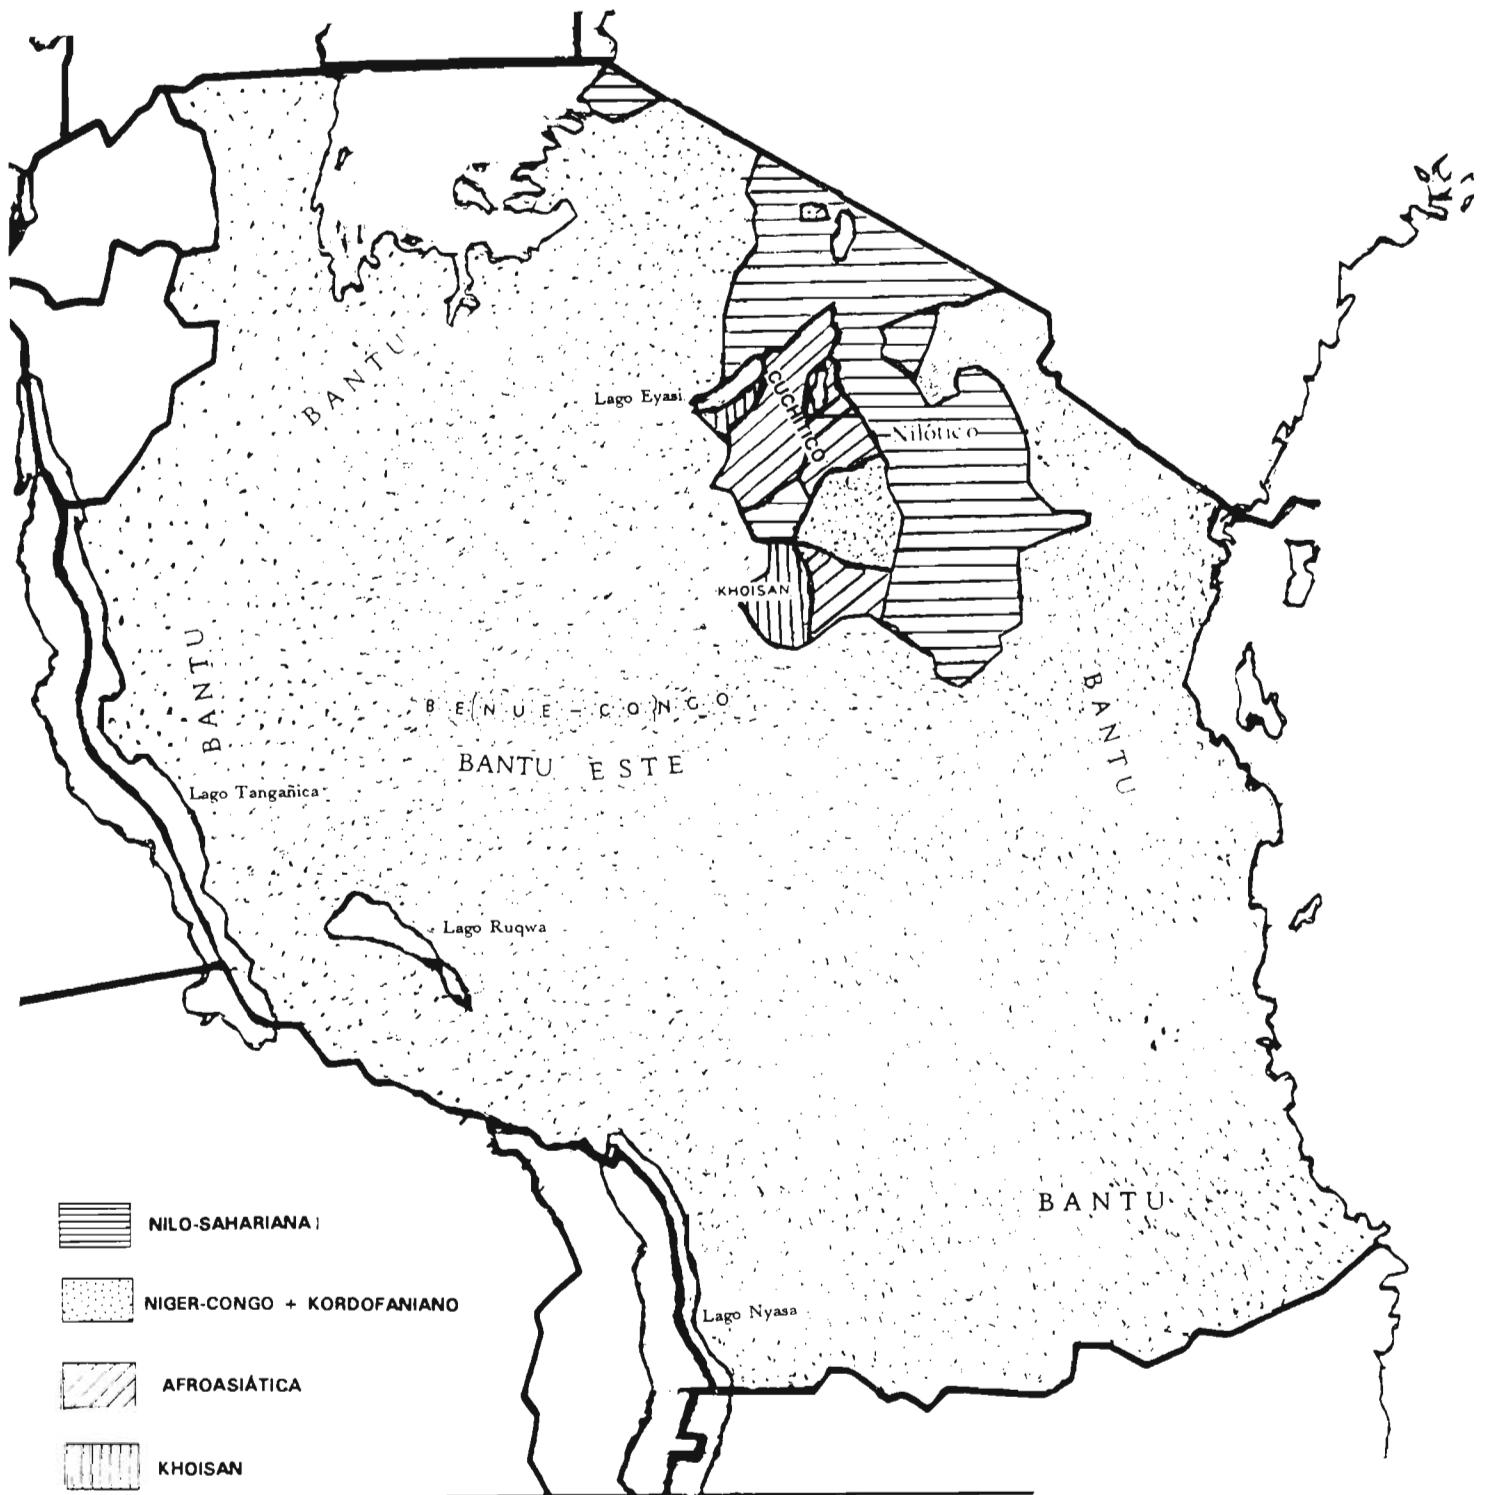 BANTU
Lago Eyasi
CUCHITICO
Nilótico
KHOISAN
BANTU
BENUE-CONGO
BANTU ESTE
BANTU
Lago Tangañica
Lago Ruqwa
BANTU
Lago Nyasa
NILO-SAHARIANA
NIGER-CONGO + KORDOFANIANO
AFROASIÁTICA
KHOISAN